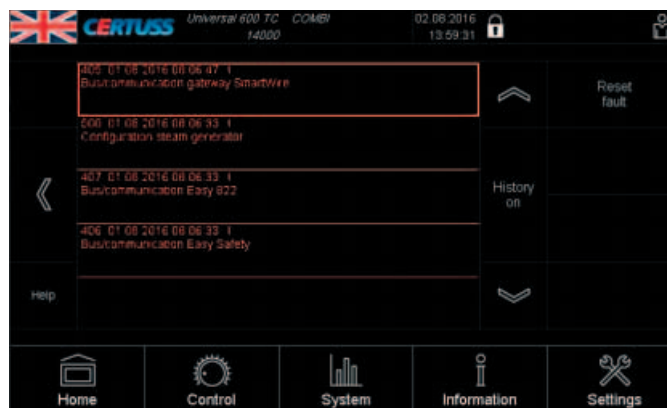 CERTUSS
Universal 600 TC COMBI
14000
02.08.2016
13:59:31
405 01 08 2016 08 06 47 1
Bus/communication gateway SmartWire
Reset
fault
500 01 08 2016 08 06 33 1
Configuration steam generator
407 01 08 2016 08 06 33 1
Bus/communication Easy 822
History
on
406 01 08 2016 08 06 33 1
Bus/communication Easy Safety
Help
Home
Control
System
Information
Settings